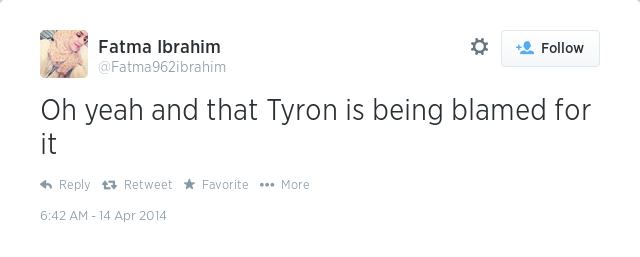 Fatma Ibrahim
@Fatma962ibrahim
Follow
Oh yeah and that Tyron is being blamed for
it
Reply Retweet Favorite More
6:42 AM - 14 Apr 2014